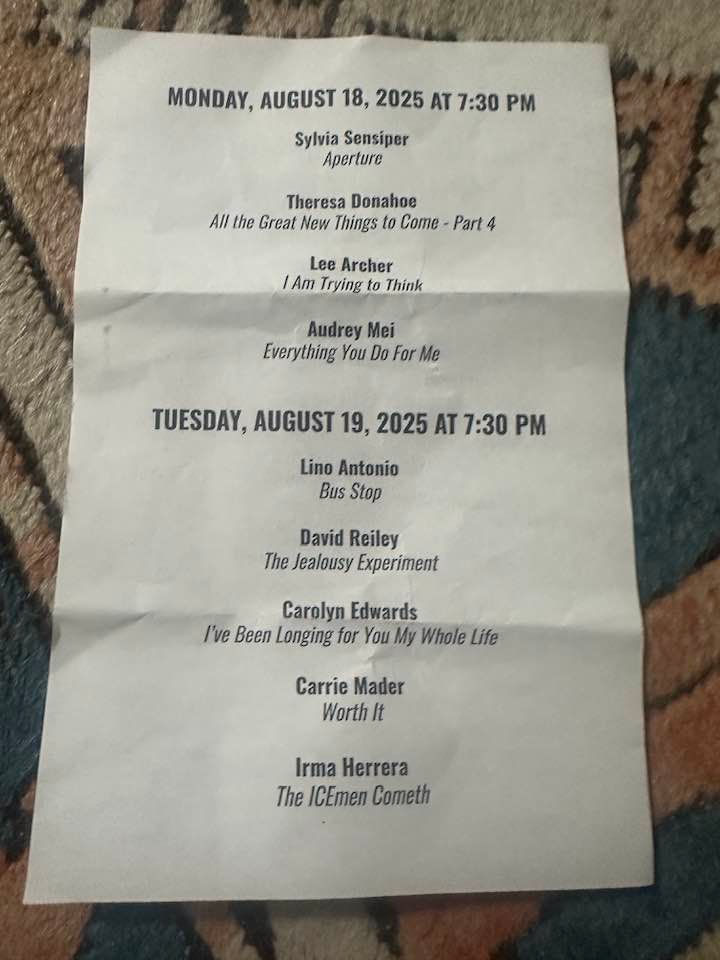 MONDAY, AUGUST 18, 2025 AT 7:30 PM
Sylvia Sensiper
Aperture
Theresa Donahoe
All the Great New Things to Come - Part 4
Lee Archer
I Am Trying to Think
Audrey Mei
Everything You Do For Me
TUESDAY, AUGUST 19, 2025 AT 7:30 PM
Lino Antonio
Bus Stop
David Reiley
The Jealousy Experiment
Carolyn Edwards
I've Been Longing for You My Whole Life
Carrie Mader
Worth It
Irma Herrera
The ICEmen Cometh